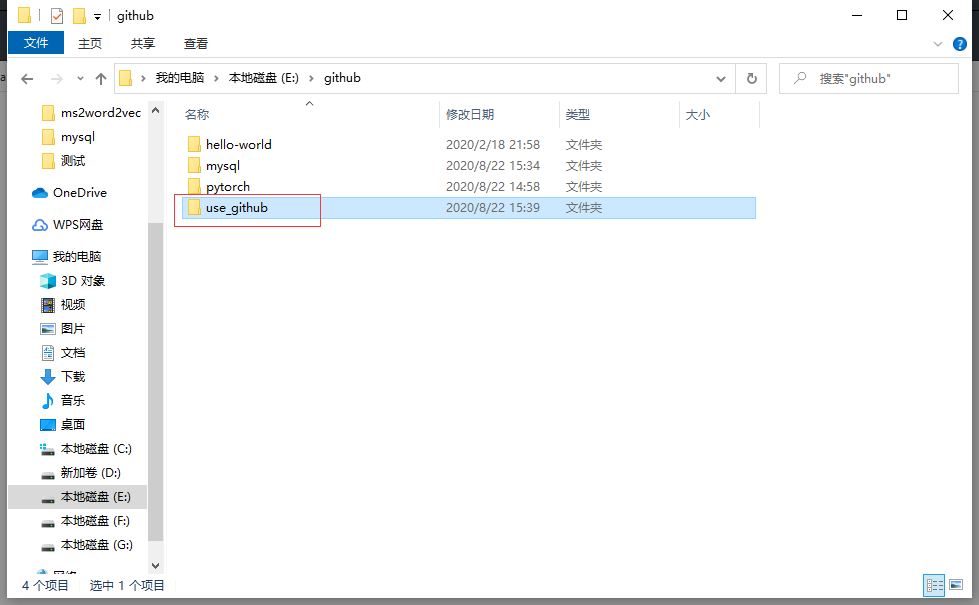 github
文件 主页 共享 查看
我的电脑 本地磁盘 (E:) github 搜索"github"
名称 修改日期 类型 大小
hello-world 2020/2/18 21:58 文件夹
mysql 2020/8/22 15:34 文件夹
pytorch 2020/8/22 14:58 文件夹
use_github 2020/8/22 15:39 文件夹
ms2word2vec
mysql
测试
OneDrive
WPS网盘
我的电脑
3D 对象
视频
图片
文档
下载
音乐
桌面
本地磁盘 (C:)
新加卷 (D:)
本地磁盘 (E:)
本地磁盘 (F:)
本地磁盘 (G:)
4 个项目 选中 1 个项目